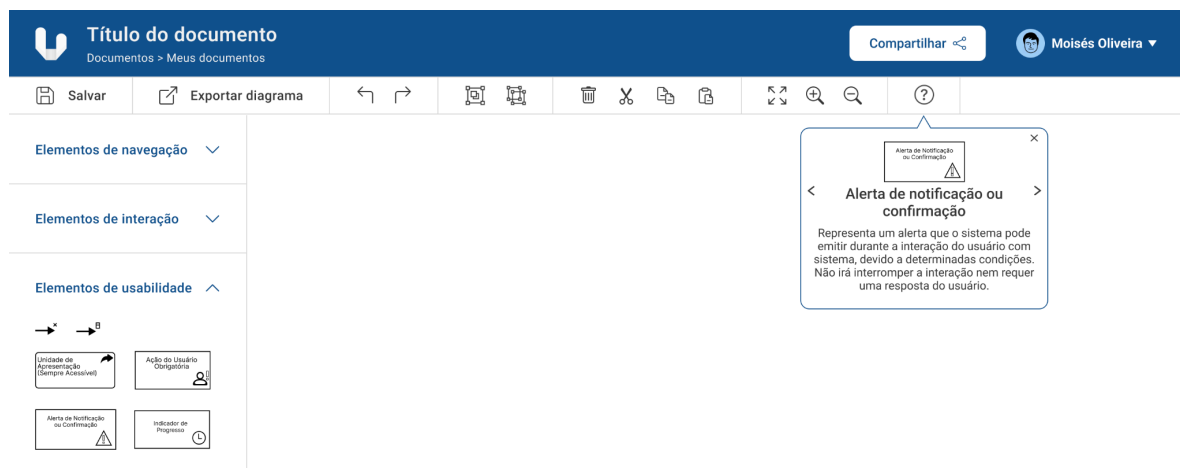 Título do documento
Documentos > Meus documentos
Compartilhar
Moisés Oliveira
Salvar
Exportar diagrama
Elementos de navegação
Elementos de interação
Elementos de usabilidade
Unidade de
Apresentação
(Sempre Acessível)
Ação do Usuário
Obrigatória
Alerta de Notificação
ou Confirmação
Indicador de
Progresso
Alerta de Notificação
ou Confirmação
Alerta de notificação ou
confirmação
Representa um alerta que o sistema pode
emitir durante a interação do usuário com
sistema, devido a determinadas condições.
Não irá interromper a interação nem requer
uma resposta do usuário.